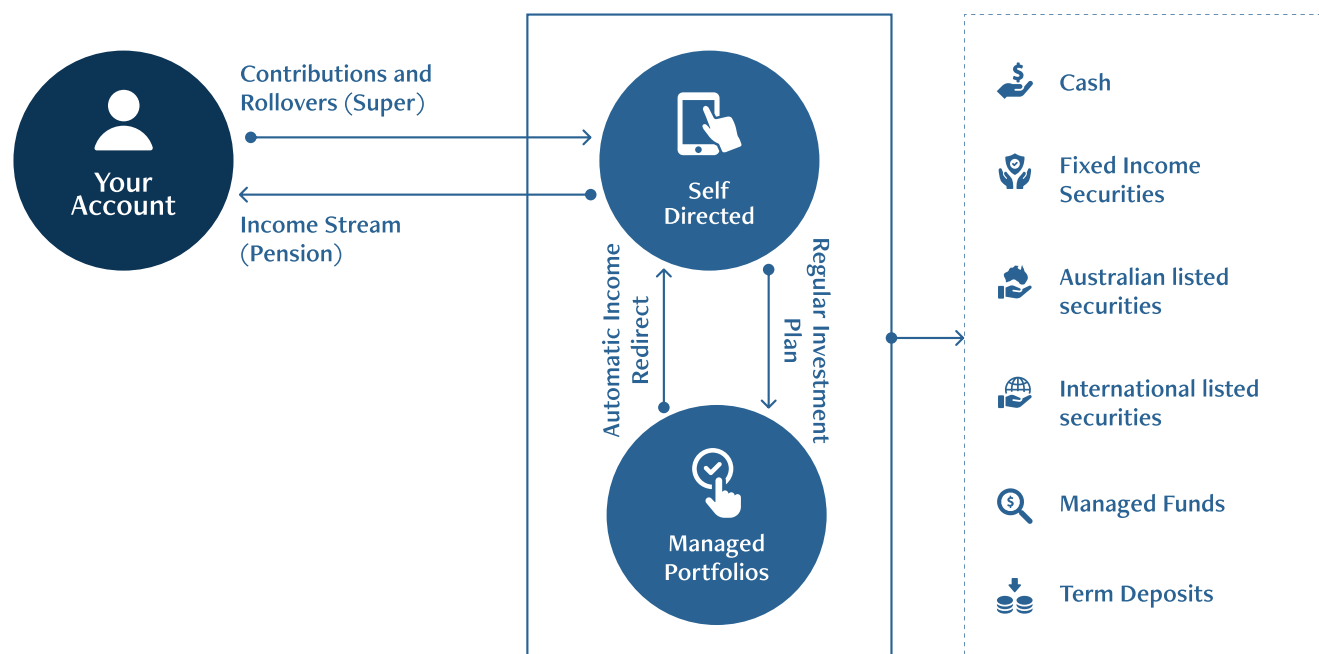 Contributions and
Rollovers (Super)
Your
Account
Income Stream
(Pension)
Self
Directed
Automatic Income
Redirect
Regular Investment
Plan
Managed
Portfolios
Cash
Fixed Income
Securities
Australian listed
securities
International listed
securities
Managed Funds
Term Deposits